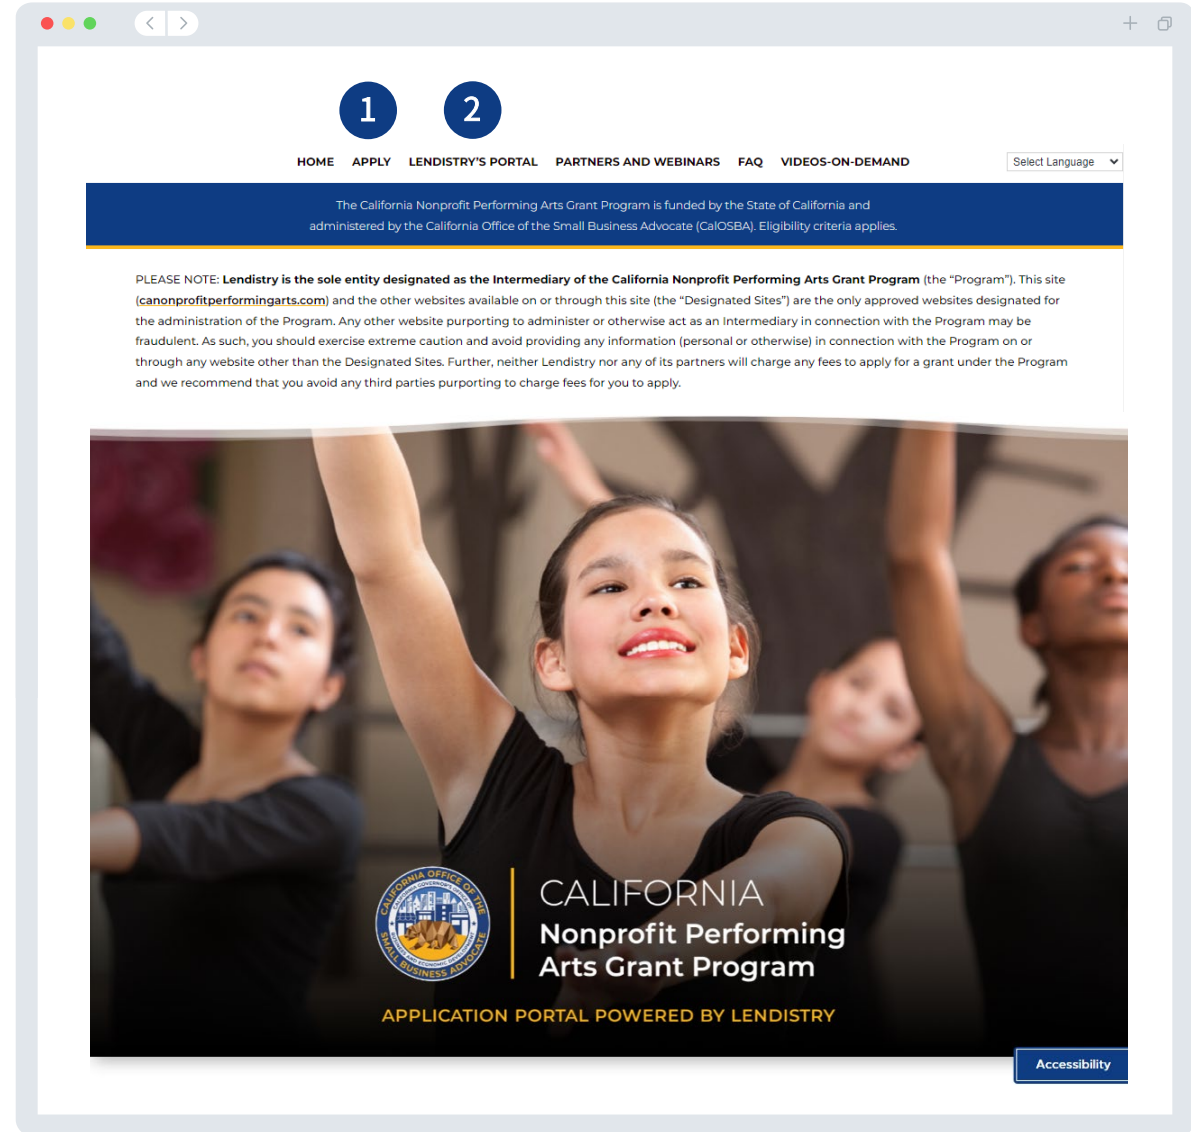 1 2
HOME APPLY LENDISTRY'S PORTAL PARTNERS AND WEBINARS FAQ VIDEOS-ON-DEMAND Select Language
The California Nonprofit Performing Arts Grant Program is funded by the State of California and
administered by the California Office of the Small Business Advocate (CalOSBA). Eligibility criteria applies.
PLEASE NOTE: Lendistry is the sole entity designated as the Intermediary of the California Nonprofit Performing Arts Grant Program (the “Program”). This site
(canonprofitperformingarts.com) and the other websites available on or through this site (the “Designated Sites”) are the only approved websites designated for
the administration of the Program. Any other website purporting to administer or otherwise act as an Intermediary in connection with the Program may be
fraudulent. As such, you should exercise extreme caution and avoid providing any information (personal or otherwise) in connection with the Program on or
through any website other than the Designated Sites. Further, neither Lendistry nor any of its partners will charge any fees to apply for a grant under the Program
and we recommend that you avoid any third parties purporting to charge fees for you to apply.
CALIFORNIA OFFICE OF THE
SMALL BUSINESS ADVOCATE
CALIFORNIA
Nonprofit Performing
Arts Grant Program
APPLICATION PORTAL POWERED BY LENDISTRY
Accessibility